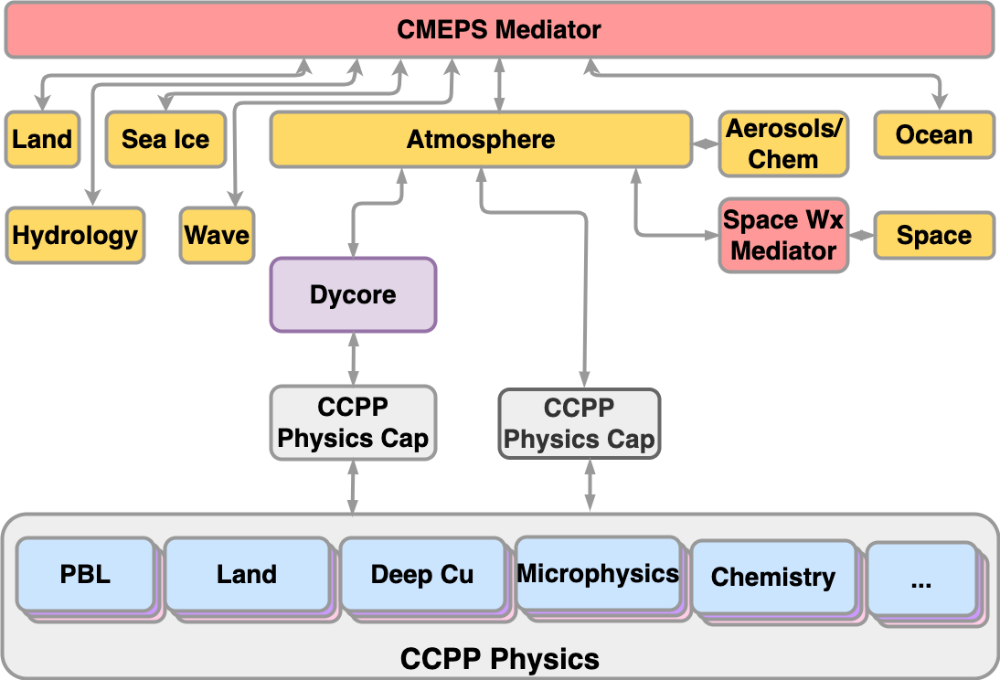 CMEPS Mediator
Land
Sea Ice
Atmosphere
Aerosols/
Chem
Ocean
Hydrology
Wave
Space Wx
Mediator
Space
Dycore
CCPP
Physics Cap
CCPP
Physics Cap
PBL
Land
Deep Cu
Microphysics
Chemistry
...
CCPP Physics